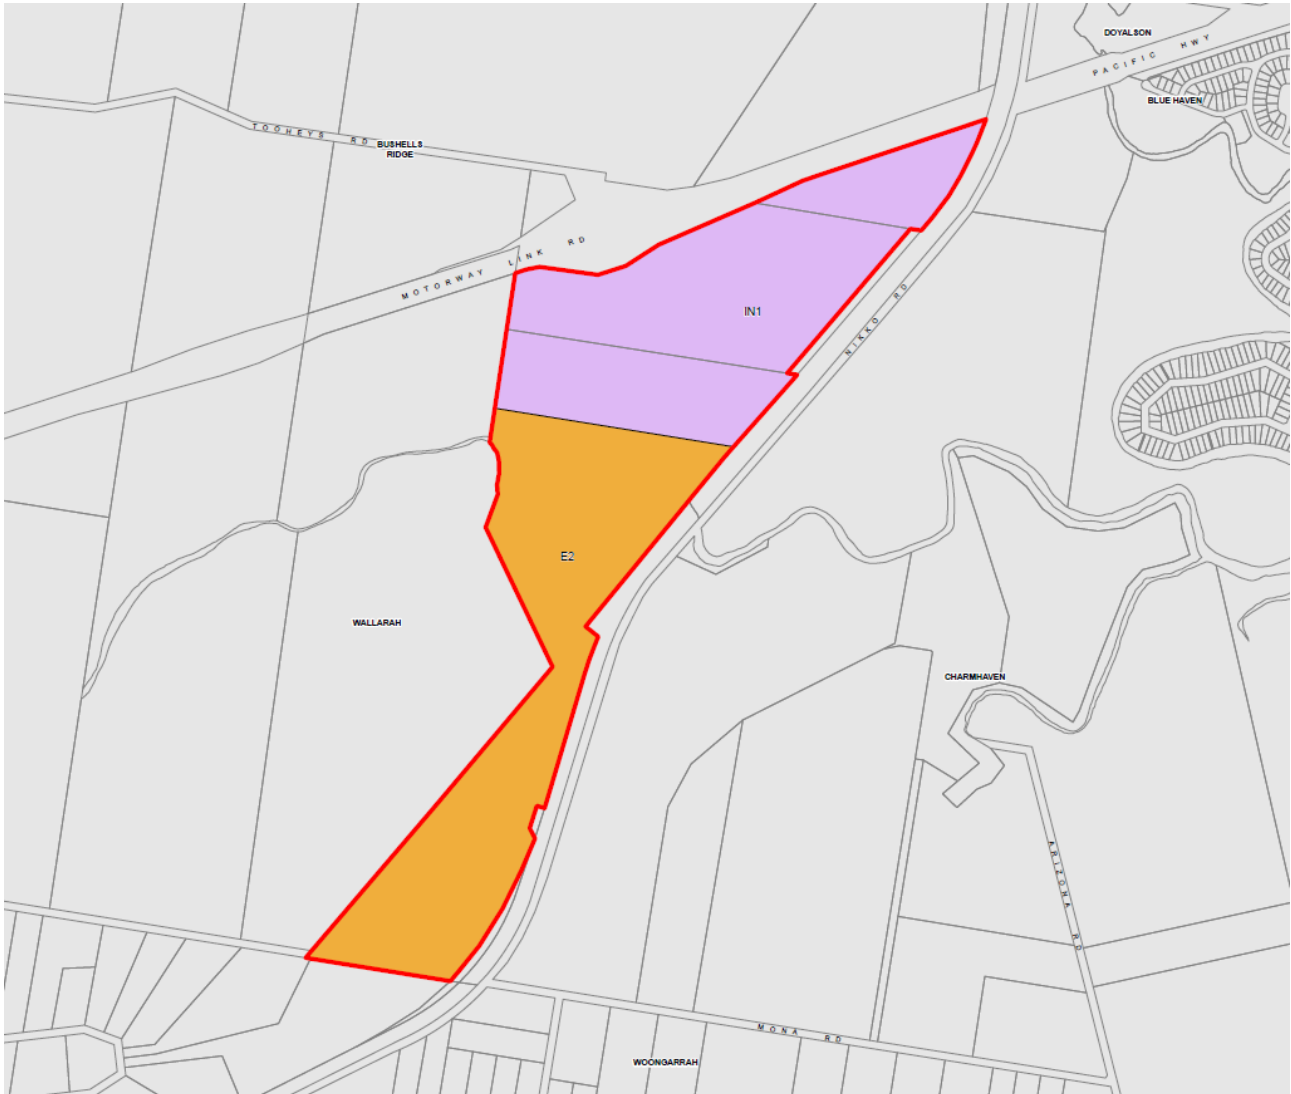 DOYALSON
PACIFIC HWY
BLUE HAVEN
TOOHEYS RD
BUSHELLS
RIDGE
MOTORWAY LINK RD
IN1
NIKKO RD
E2
WALLARAH
CHARMHAVEN
ARIZONA RD
MONA RD
WOONGARRAH